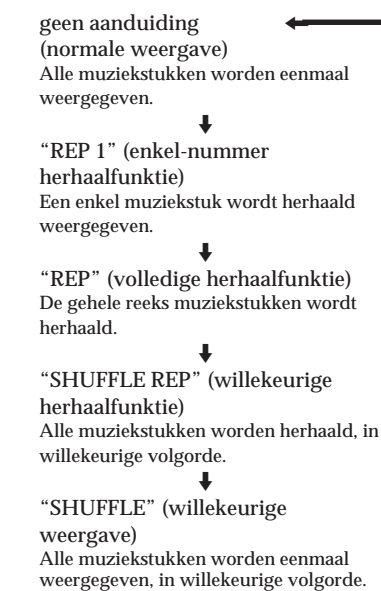 geen aanduiding
(normale weergave)
Alle muziekstukken worden eenmaal
weergegeven.
“REP 1” (enkel-nummer
herhaalfunktie)
Een enkel muziekstuk wordt herhaald
weergegeven.
“REP” (volledige herhaalfunktie)
De gehele reeks muziekstukken wordt
herhaald.
“SHUFFLE REP” (willekeurige
herhaalfunktie)
Alle muziekstukken worden herhaald, in
willekeurige volgorde.
“SHUFFLE” (willekeurige
weergave)
Alle muziekstukken worden eenmaal
weergegeven, in willekeurige volgorde.